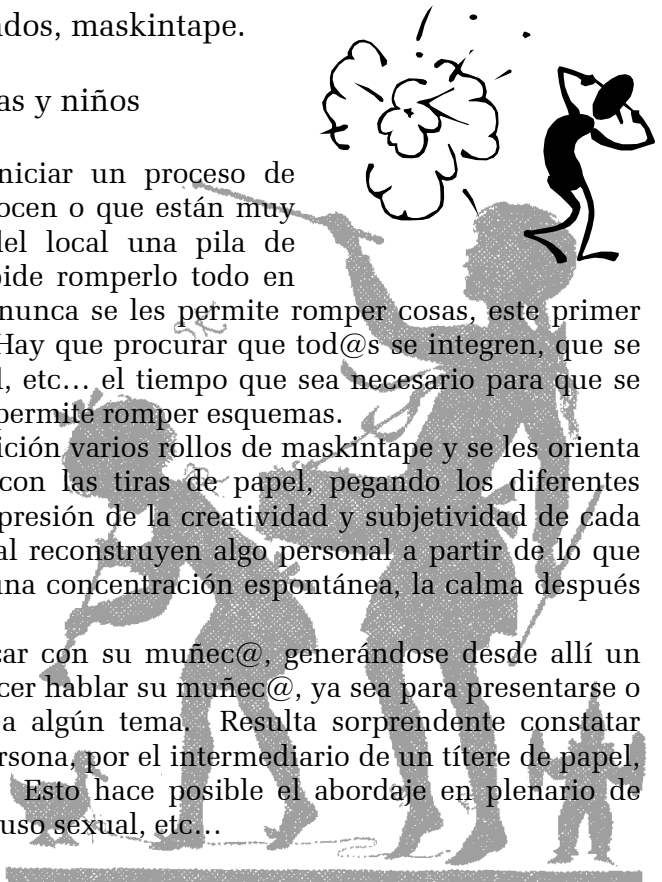 ndos, maskintape.
as y niños
niciar un proceso de
ocen o que están muy
del local una pila de
pide romperlo todo en
nunca se les permite romper cosas, este primer
Hay que procurar que tod@s se integren, que se
l, etc… el tiempo que sea necesario para que se
permite romper esquemas.
ición varios rollos de maskintape y se les orienta
con las tiras de papel, pegando los diferentes
presión de la creatividad y subjetividad de cada
al reconstruyen algo personal a partir de lo que
una concentración espontánea, la calma después
car con su muñec@, generándose desde allí un
cer hablar su muñec@, ya sea para presentarse o
a algún tema. Resulta sorprendente constatar
rsona, por el intermediario de un títere de papel,
Esto hace posible el abordaje en plenario de
uso sexual, etc…